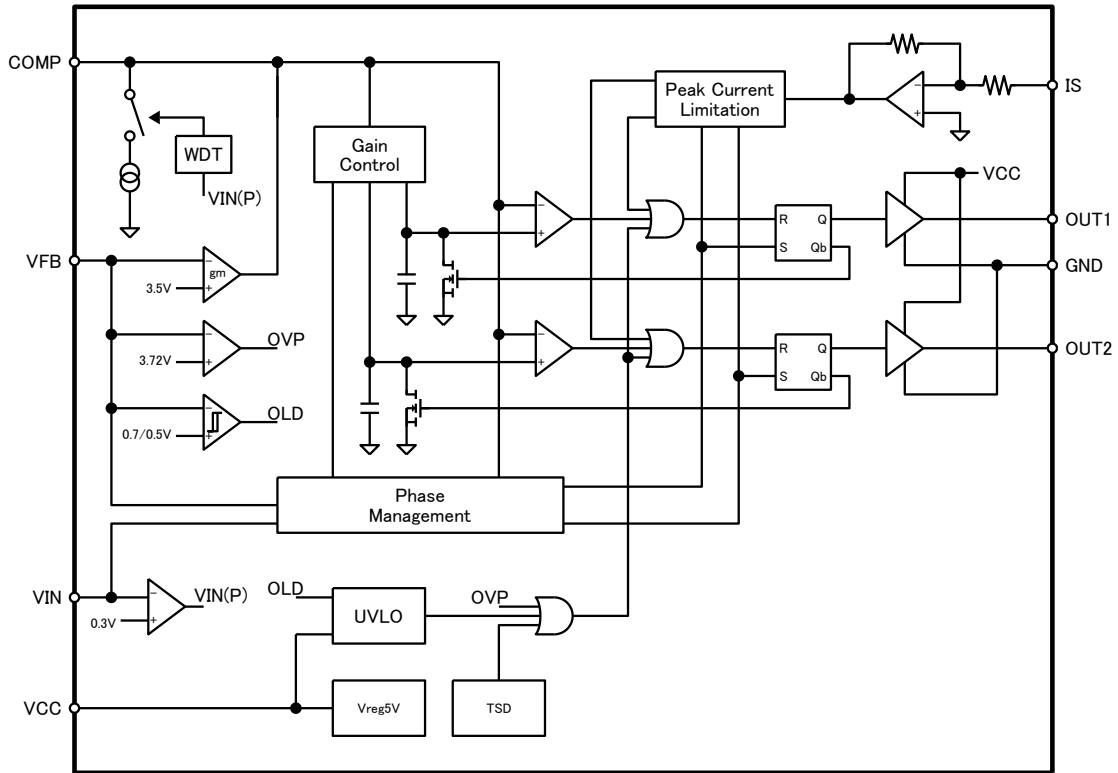 COMP
Peak Current
Limitation
IS
−
+
WDT
VIN(P)
Gain
Control
VCC
−
+
R
Q
S
Qb
OUT1
VFB
−
gm
3.5V
+
GND
−
3.72V
+
OVP
−
+
R
Q
S
Qb
OUT2
−
0.7/0.5V
+
OLD
Phase
Management
VIN
−
0.3V
+
VIN(P)
OLD
UVLO
OVP
VCC
Vreg5V
TSD